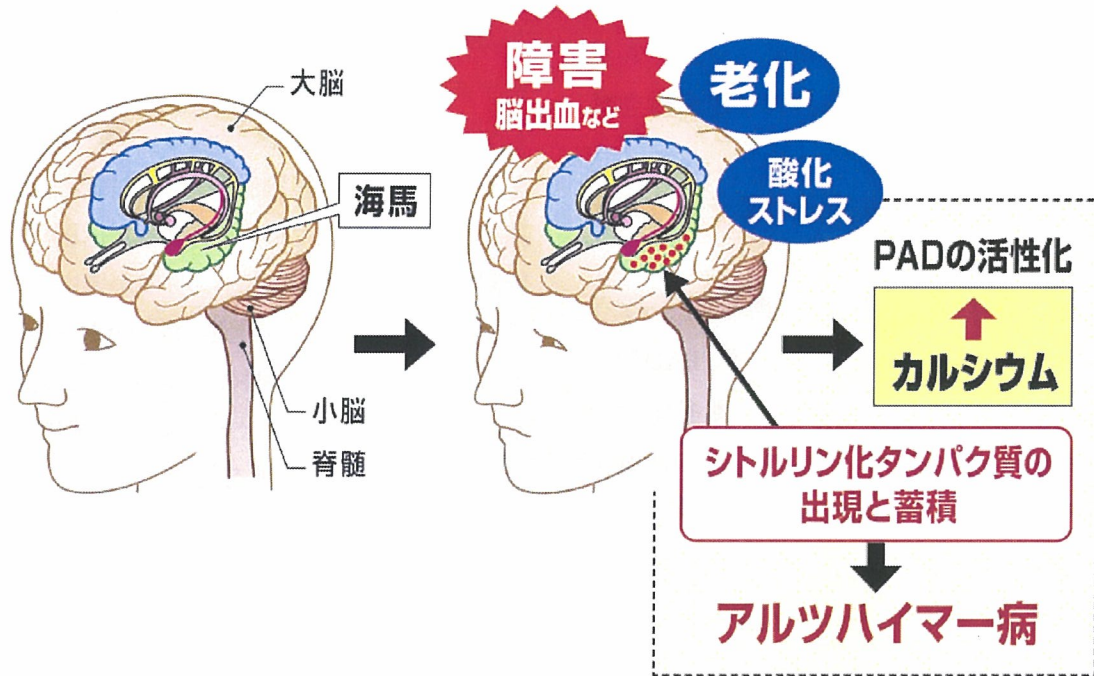 大脳
海馬
小脳
脊髄
障害
脳出血など
老化
酸化
ストレス
PADの活性化
カルシウム
シトルリン化タンパク質の
出現と蓄積
アルツハイマー病